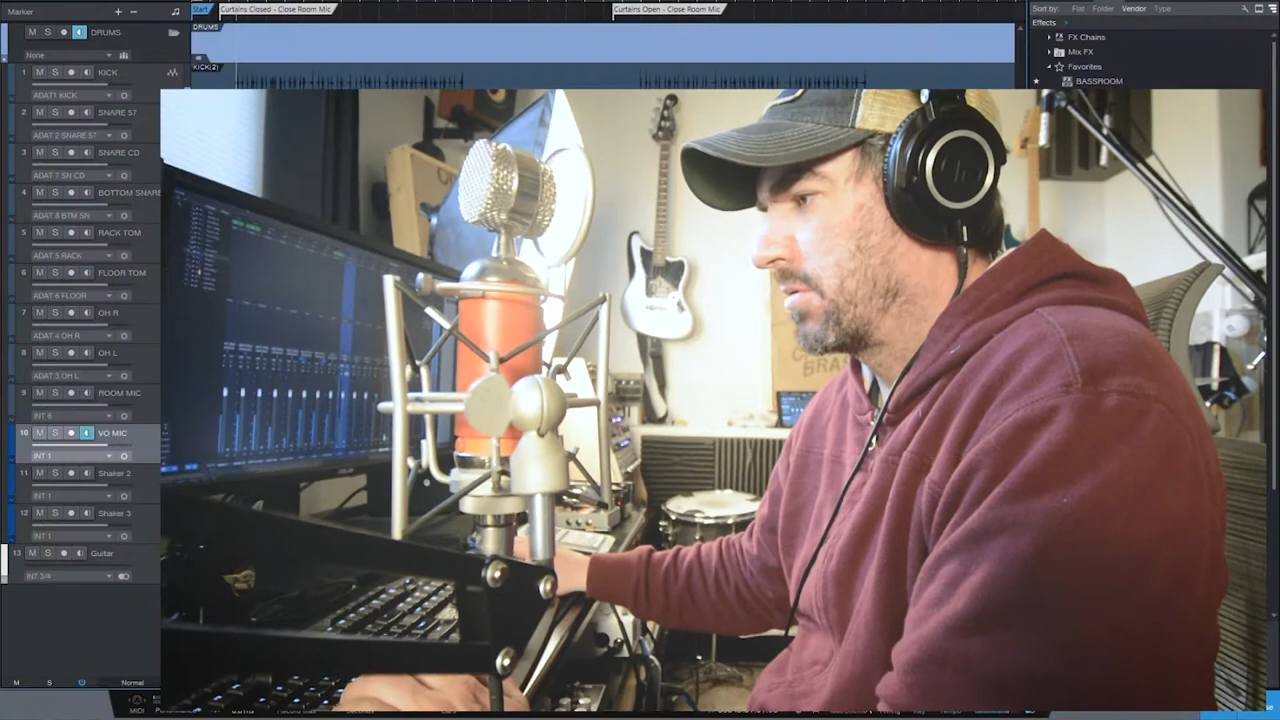 Marker + −
Start Curtains Closed - Close Room Mic Curtains Open - Close Room Mic
Sort by: Flat Folder Vendor Type
Effects
FX Chains
Mix FX
Favorites
BASSROOM
DRUMS
KICK(2)
M S DRUMS
None
1 M S KICK
ADAT1 KICK
2 M S SNARE 57
ADAT 2 SNARE 57
3 M S SNARE CD
ADAT 7 SN CD
4 M S BOTTOM SNARE
ADAT 8 BTM SN
5 M S RACK TOM
ADAT 5 RACK
6 M S FLOOR TOM
ADAT 6 FLOOR
7 M S OH R
ADAT 4 OH R
8 M S OH L
ADAT 3 OH L
9 M S ROOM MIC
INT 6
10 M S VO MIC
INT 1
11 M S Shaker 2
INT 1
12 M S Shaker 3
INT 1
13 M S Guitar
INT 3/4
M S Normal
MIDI